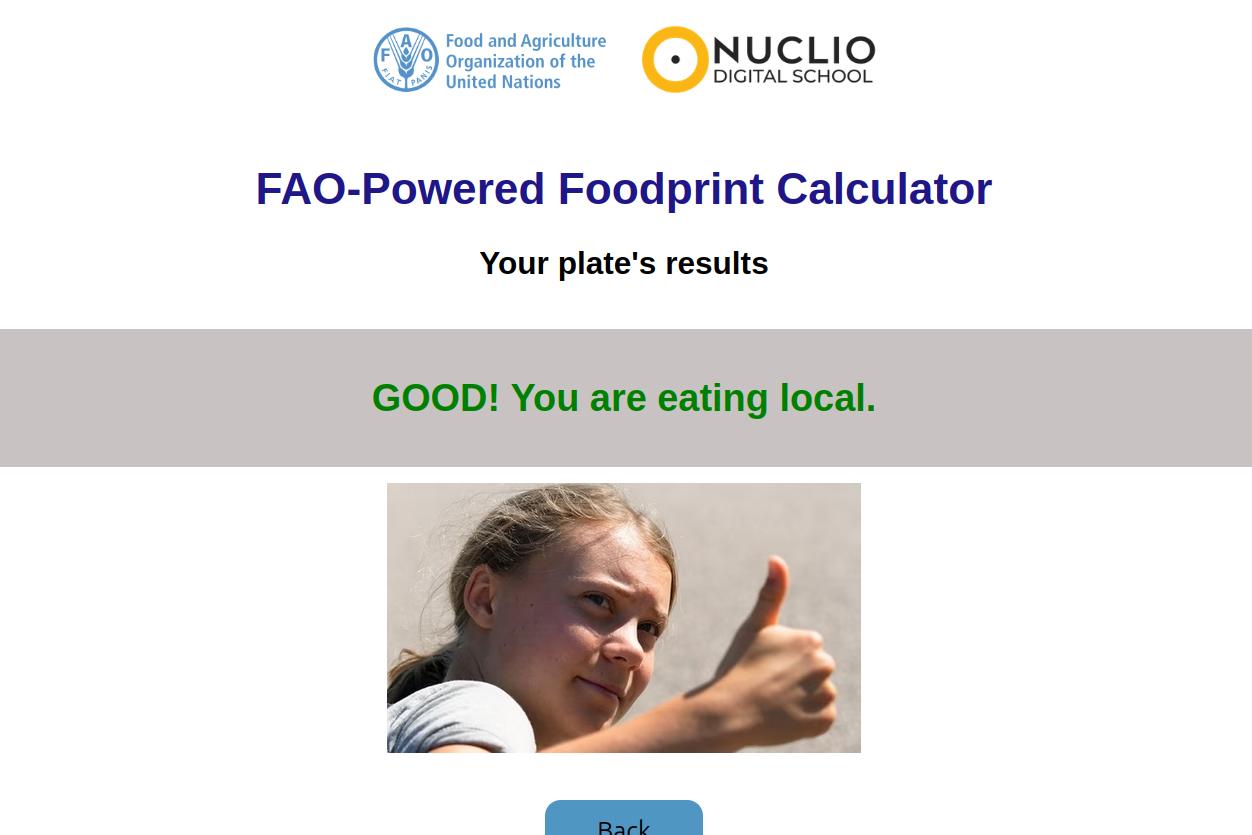 F A O
FIAT PANIS
Food and Agriculture
Organization of the
United Nations
NUCLIO
DIGITAL SCHOOL
FAO-Powered Foodprint Calculator
Your plate's results
GOOD! You are eating local.
Back